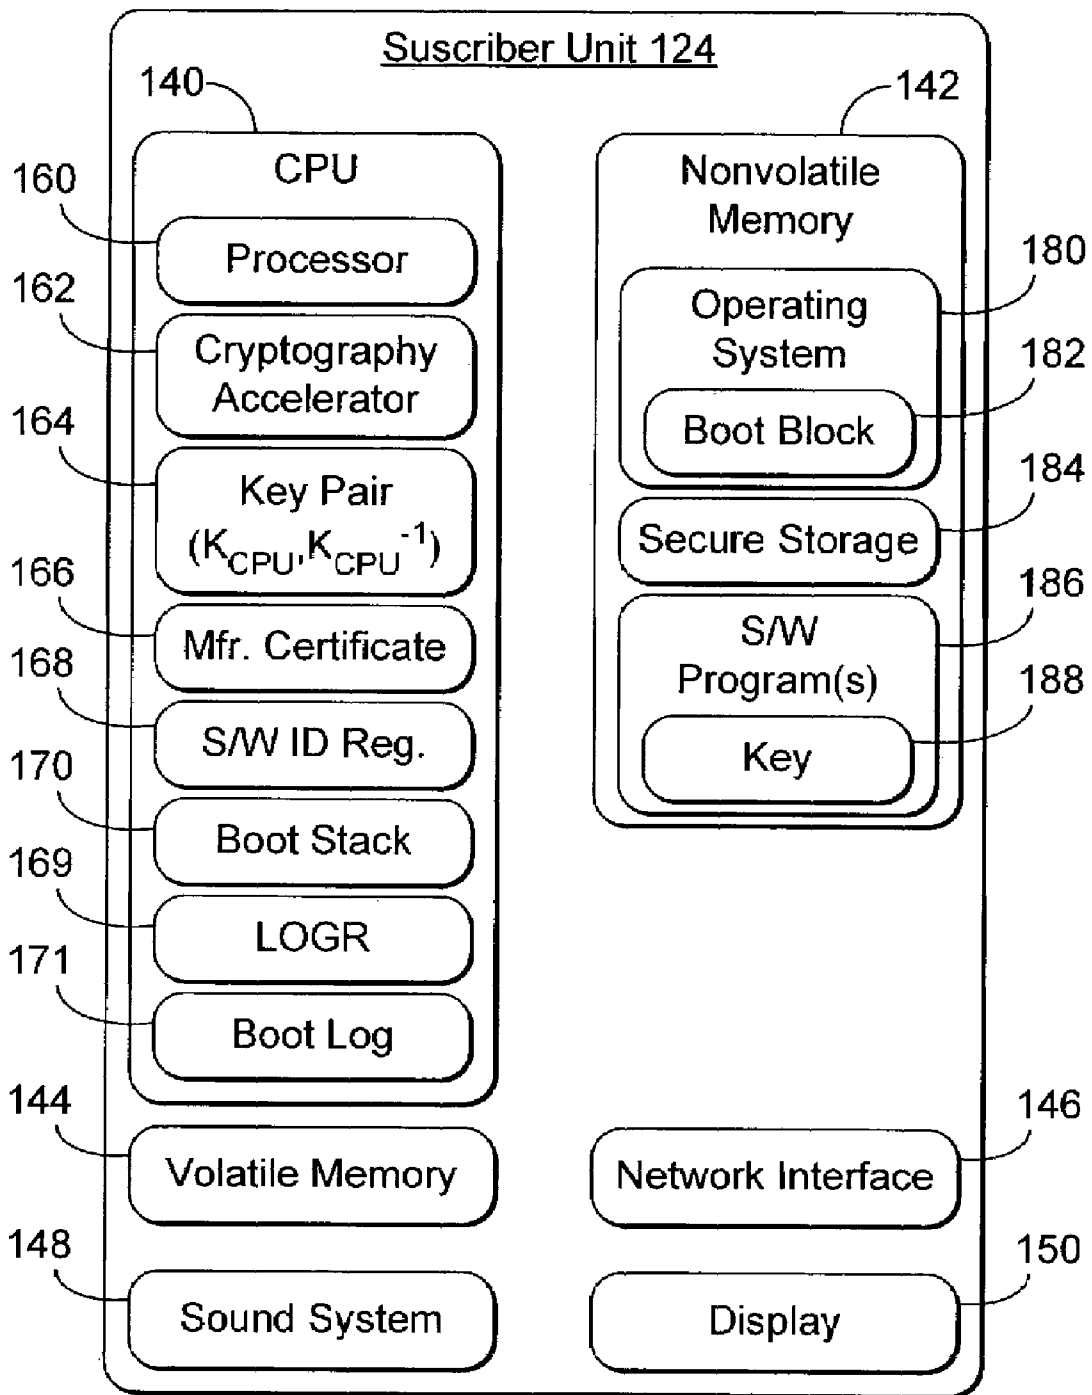 Suscriber Unit 124
140
142
CPU
160
Processor
162
Cryptography
Accelerator
164
Key Pair
(K_CPU, K_CPU^-1)
166
Mfr. Certificate
168
S/W ID Reg.
170
Boot Stack
169
LOGR
171
Boot Log
Nonvolatile
Memory
180
Operating
System
182
Boot Block
184
Secure Storage
186
S/W
Program(s)
188
Key
144
Volatile Memory
146
Network Interface
148
Sound System
150
Display